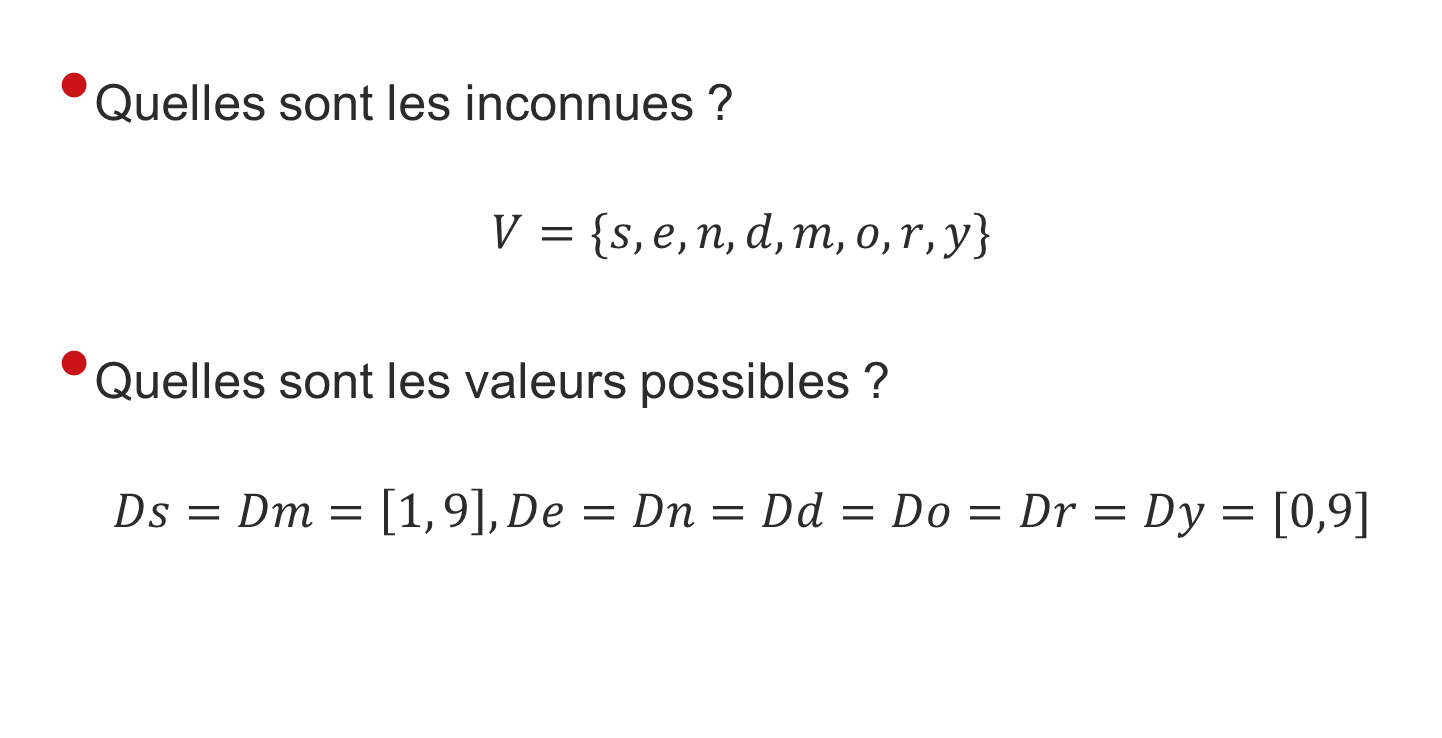 • Quelles sont les inconnues ?
V = {s, e, n, d, m, o, r, y}
• Quelles sont les valeurs possibles ?
Ds = Dm = [1, 9], De = Dn = Dd = Do = Dr = Dy = [0,9]